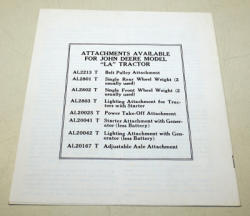 ATTACHMENTS AVAILABLE
FOR JOHN DEERE MODEL
"LA" TRACTOR
AL2213 T Belt Pulley Attachment
AL2801 T Single Rear Wheel Weight (2
usually used)
AL2802 T Single Front Wheel Weight (2
usually used)
AL2803 T Lighting Attachment for Trac-
tors with Starter
AL20025 T Power Take-Off Attachment
AL20041 T Starter Attachment with Gener-
ator (less Battery)
AL20042 T Lighting Attachment with Gen-
erator (less Battery)
AL20167 T Adjustable Axle Attachment